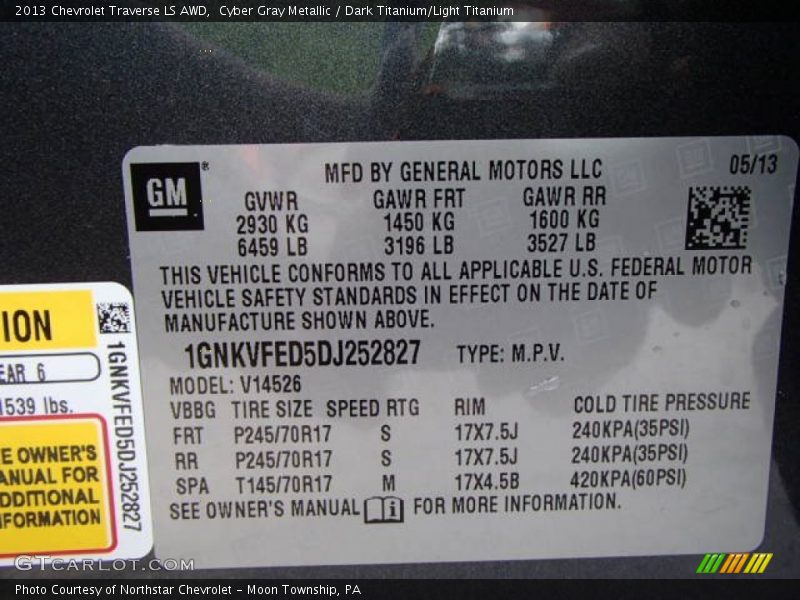 2013 Chevrolet Traverse LS AWD, Cyber Gray Metallic / Dark Titanium/Light Titanium
GM®
MFD BY GENERAL MOTORS LLC
05/13
GVWR GAWR FRT GAWR RR
2930 KG 1450 KG 1600 KG
6459 LB 3196 LB 3527 LB
THIS VEHICLE CONFORMS TO ALL APPLICABLE U.S. FEDERAL MOTOR
VEHICLE SAFETY STANDARDS IN EFFECT ON THE DATE OF
MANUFACTURE SHOWN ABOVE.
1GNKVFED5DJ252827 TYPE: M.P.V.
MODEL: V14526
VBBG TIRE SIZE SPEED RTG RIM COLD TIRE PRESSURE
FRT P245/70R17 S 17X7.5J 240KPA(35PSI)
RR P245/70R17 S 17X7.5J 240KPA(35PSI)
SPA T145/70R17 M 17X4.5B 420KPA(60PSI)
SEE OWNER'S MANUAL i FOR MORE INFORMATION.
ION
EAR 6
1539 lbs.
E OWNER'S
ANUAL FOR
DDITIONAL
FORMATION
1GNKVFED5DJ252827
GTCARLOT.COM
Photo Courtesy of Northstar Chevrolet - Moon Township, PA